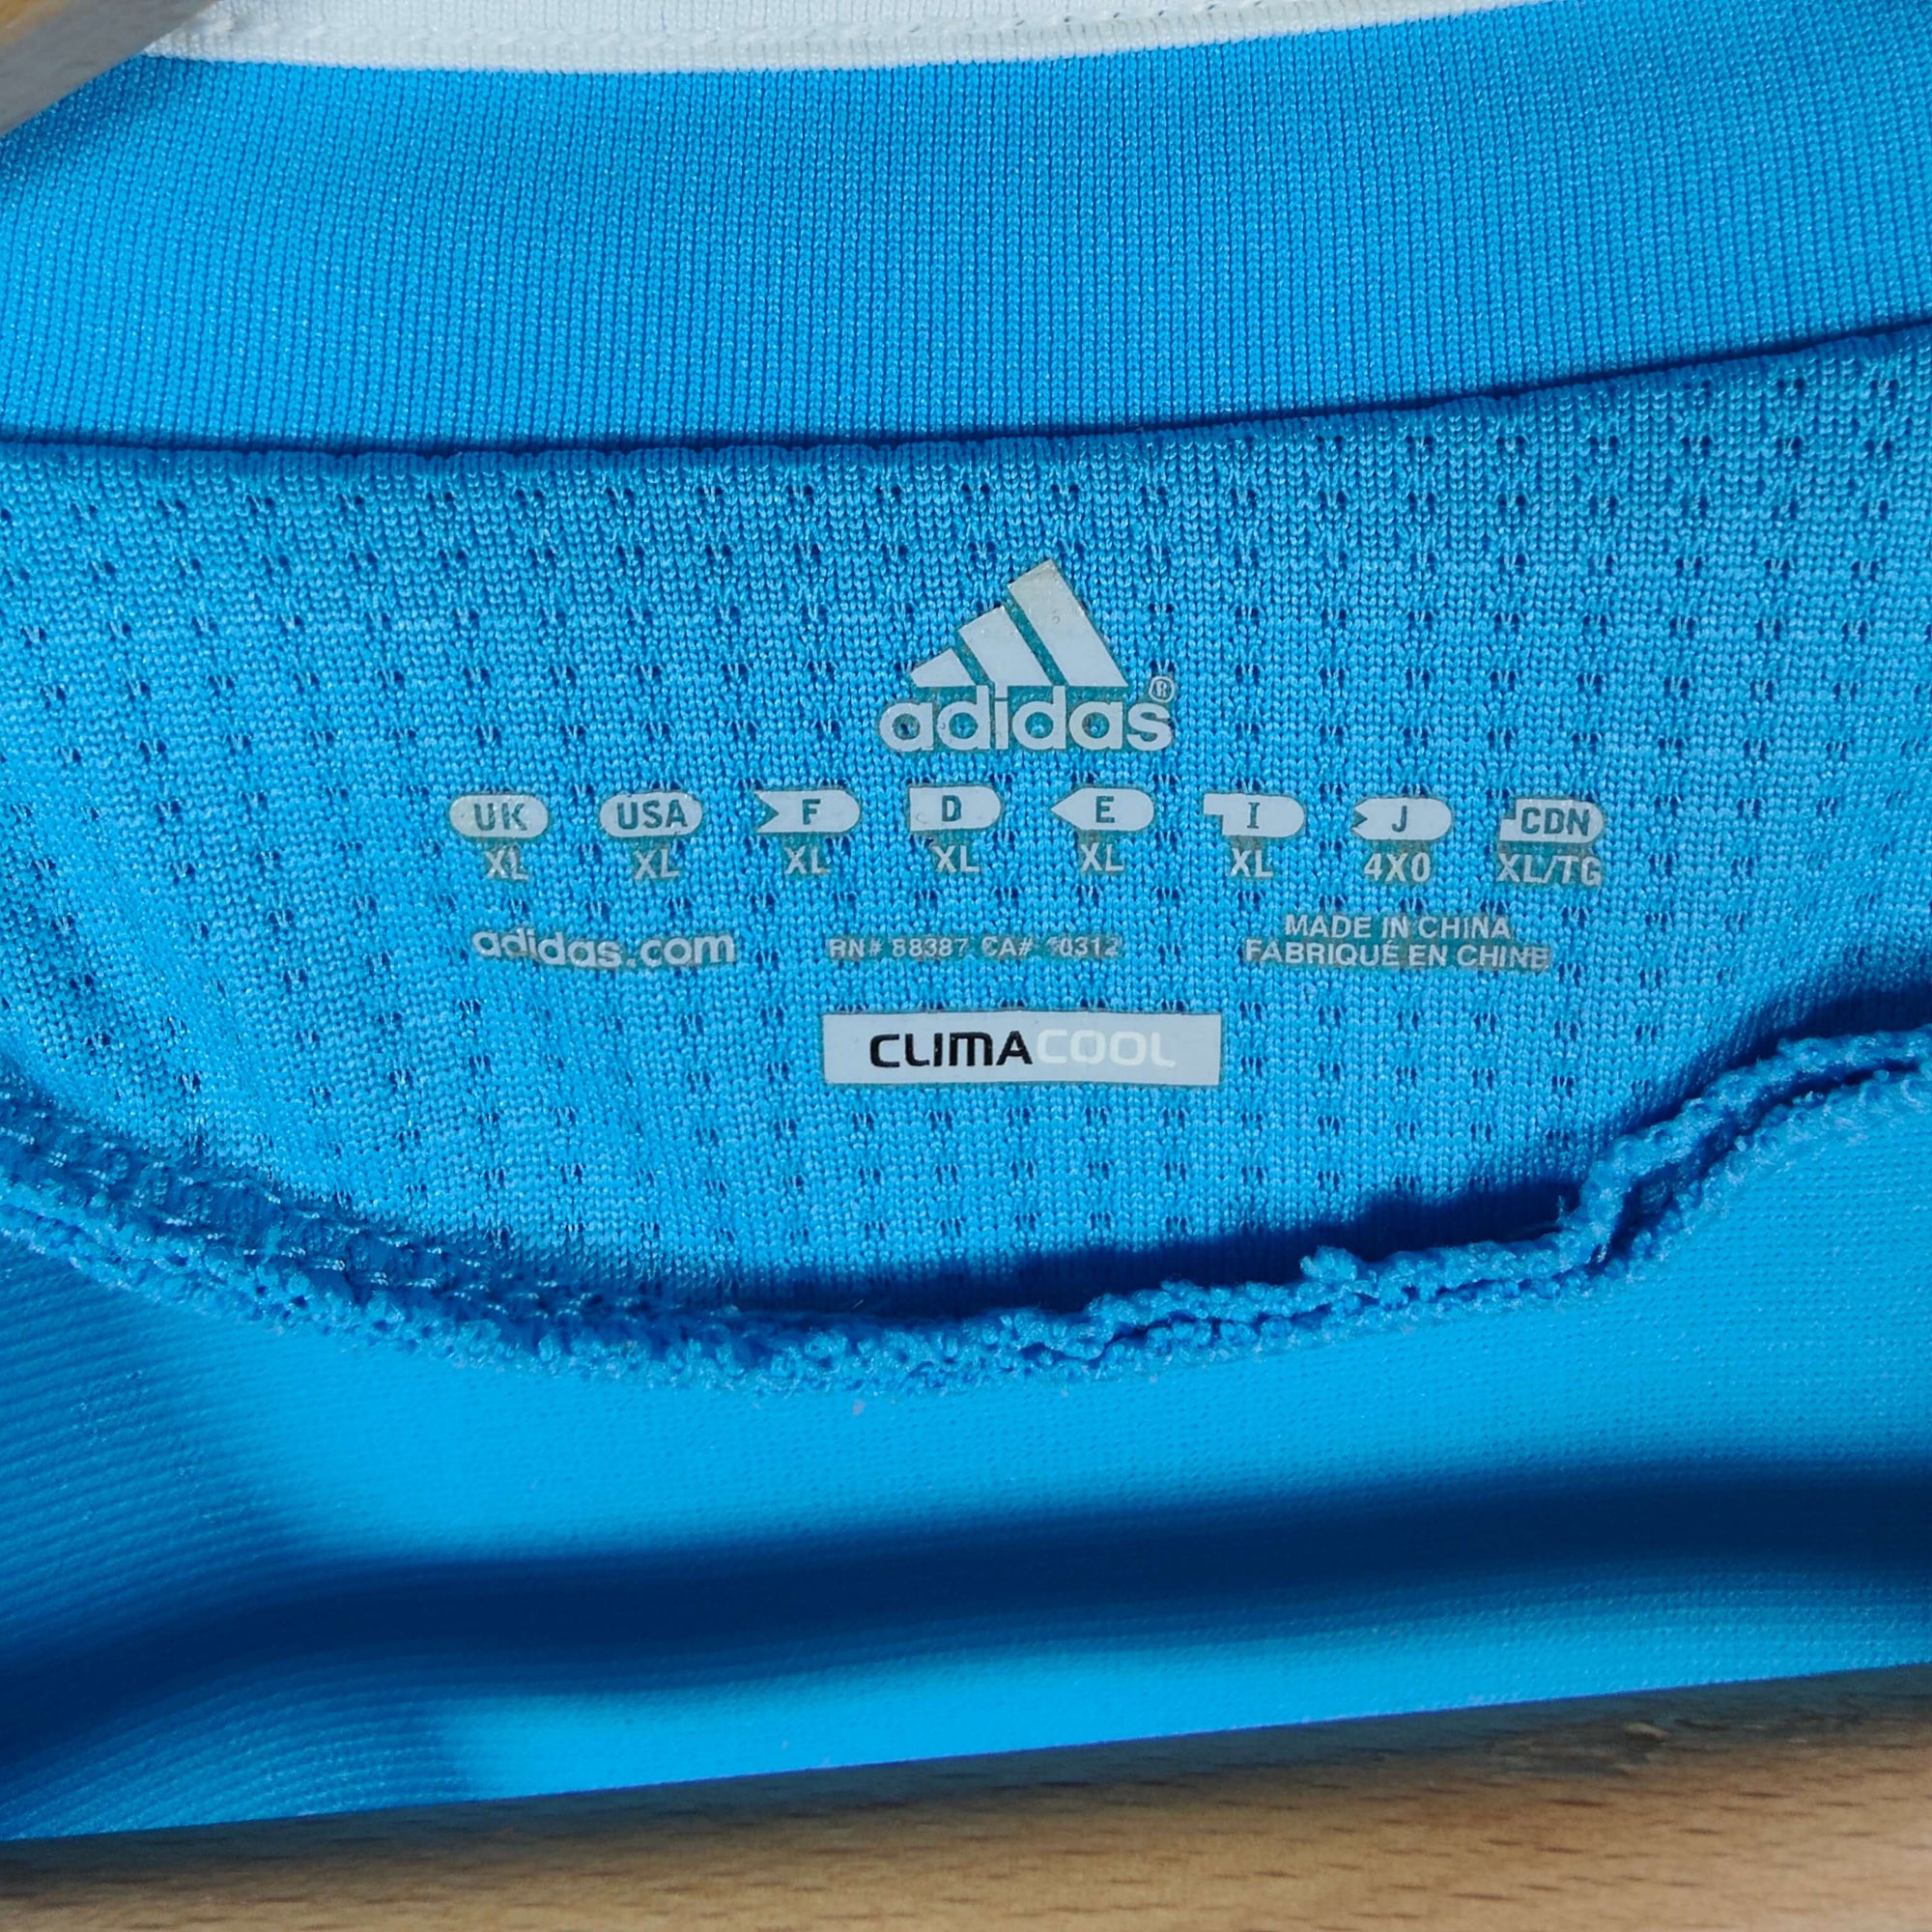 adidas®
UK USA F D E I J CDN
XL XL XL XL XL XL 4XO XL/TG
adidas.com
RN# 88387 CA# 40312
MADE IN CHINA
FABRIQUÉ EN CHINE
CLIMACOOL